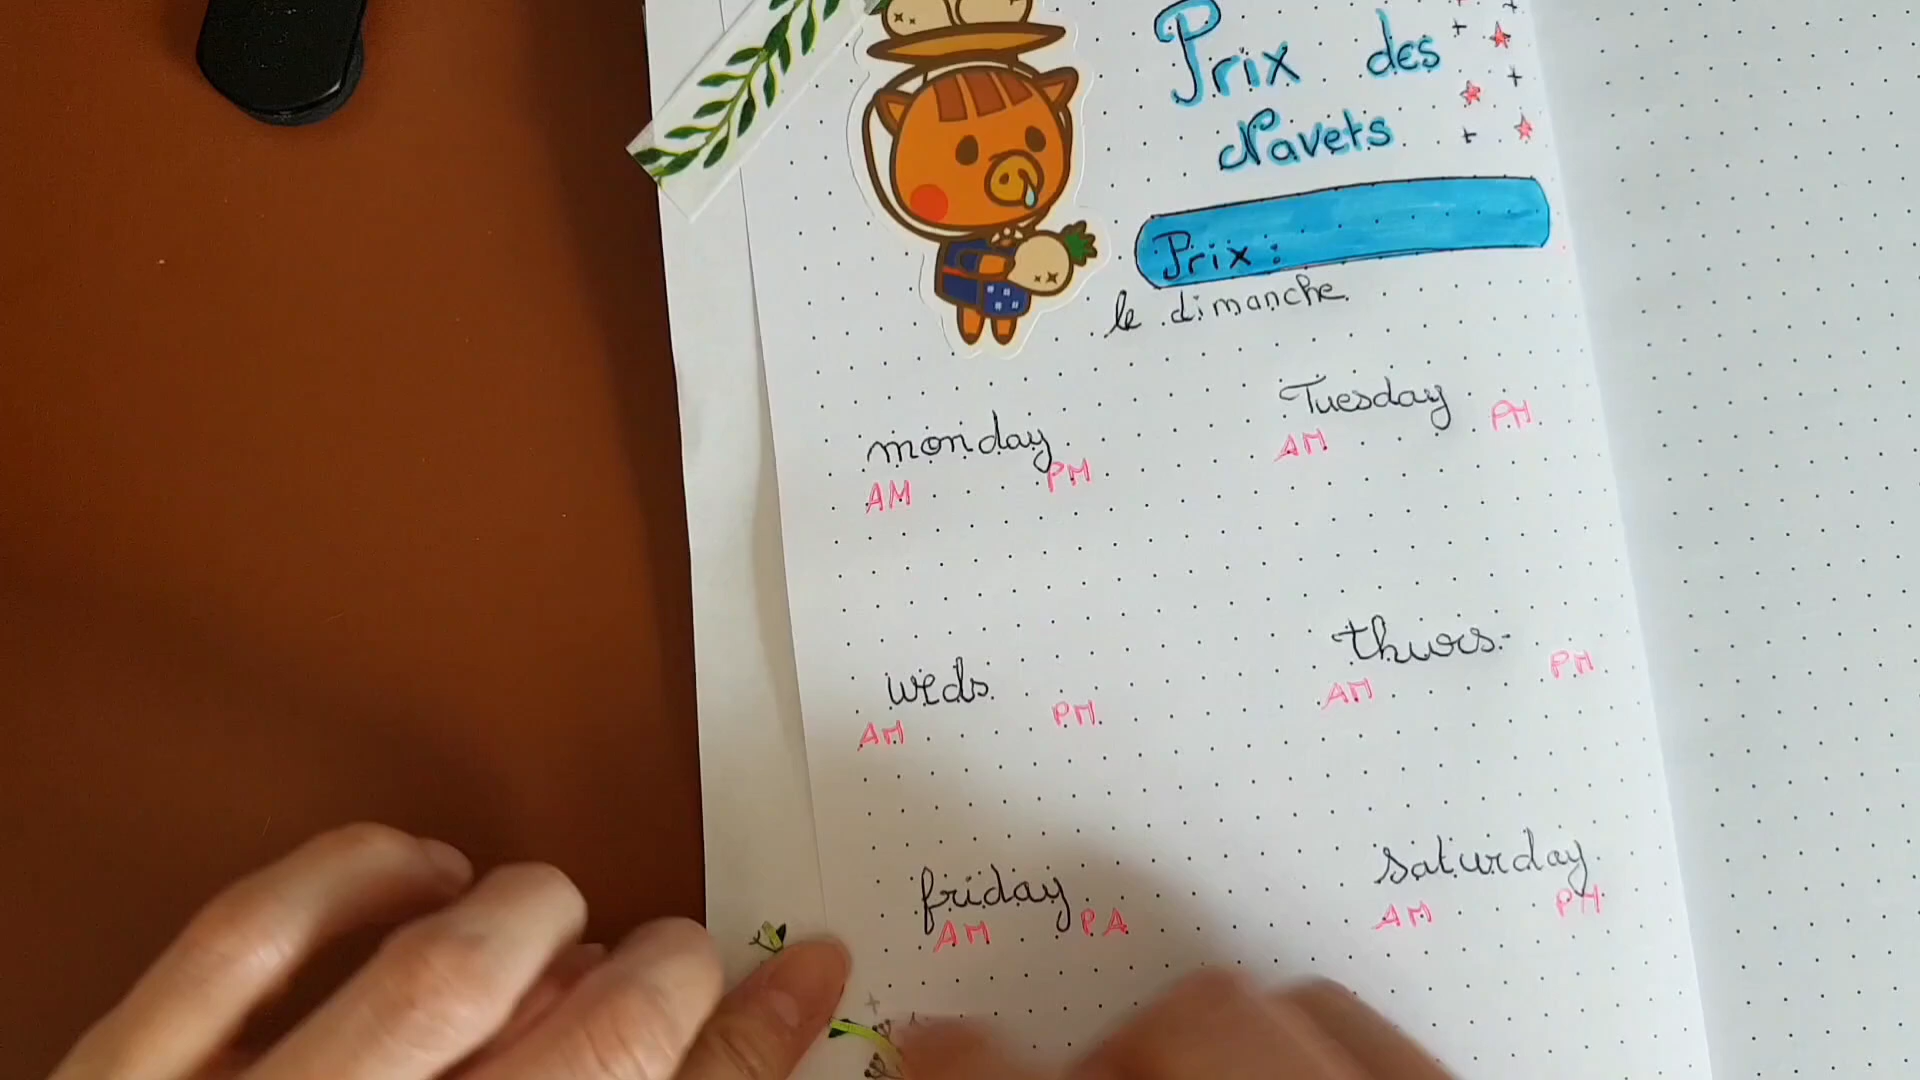 Prix des
Navets
Prix :
le dimanche
monday
AM PM
Tuesday
AM PM
weds.
AM PM
thurs.
AM PM
friday
AM PA
saturday
AM PM